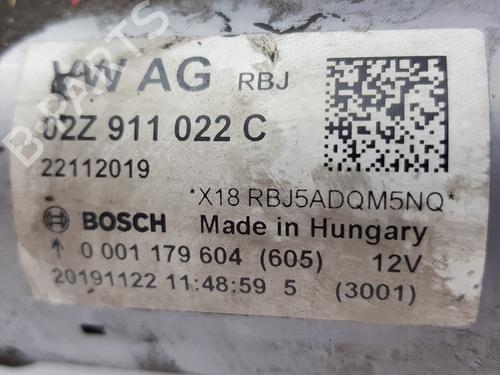 VW AG RBJ
02Z 911 022 C
22112019
*X18 RBJ5ADQM5NQ*
BOSCH Made in Hungary
↑ 0 001 179 604 (605) 12V
20191122 11:48:59 5 (3001)
B-PARTS